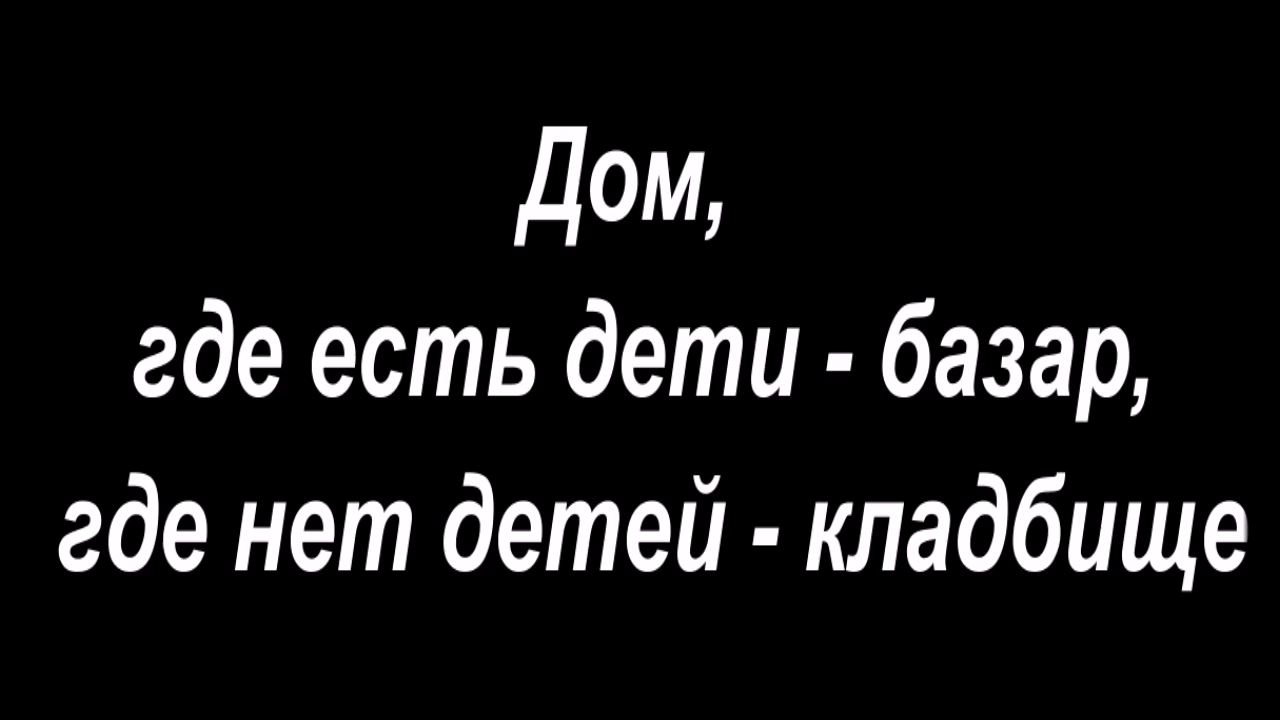 Дом,
где есть дети - базар,
где нет детей - кладбище